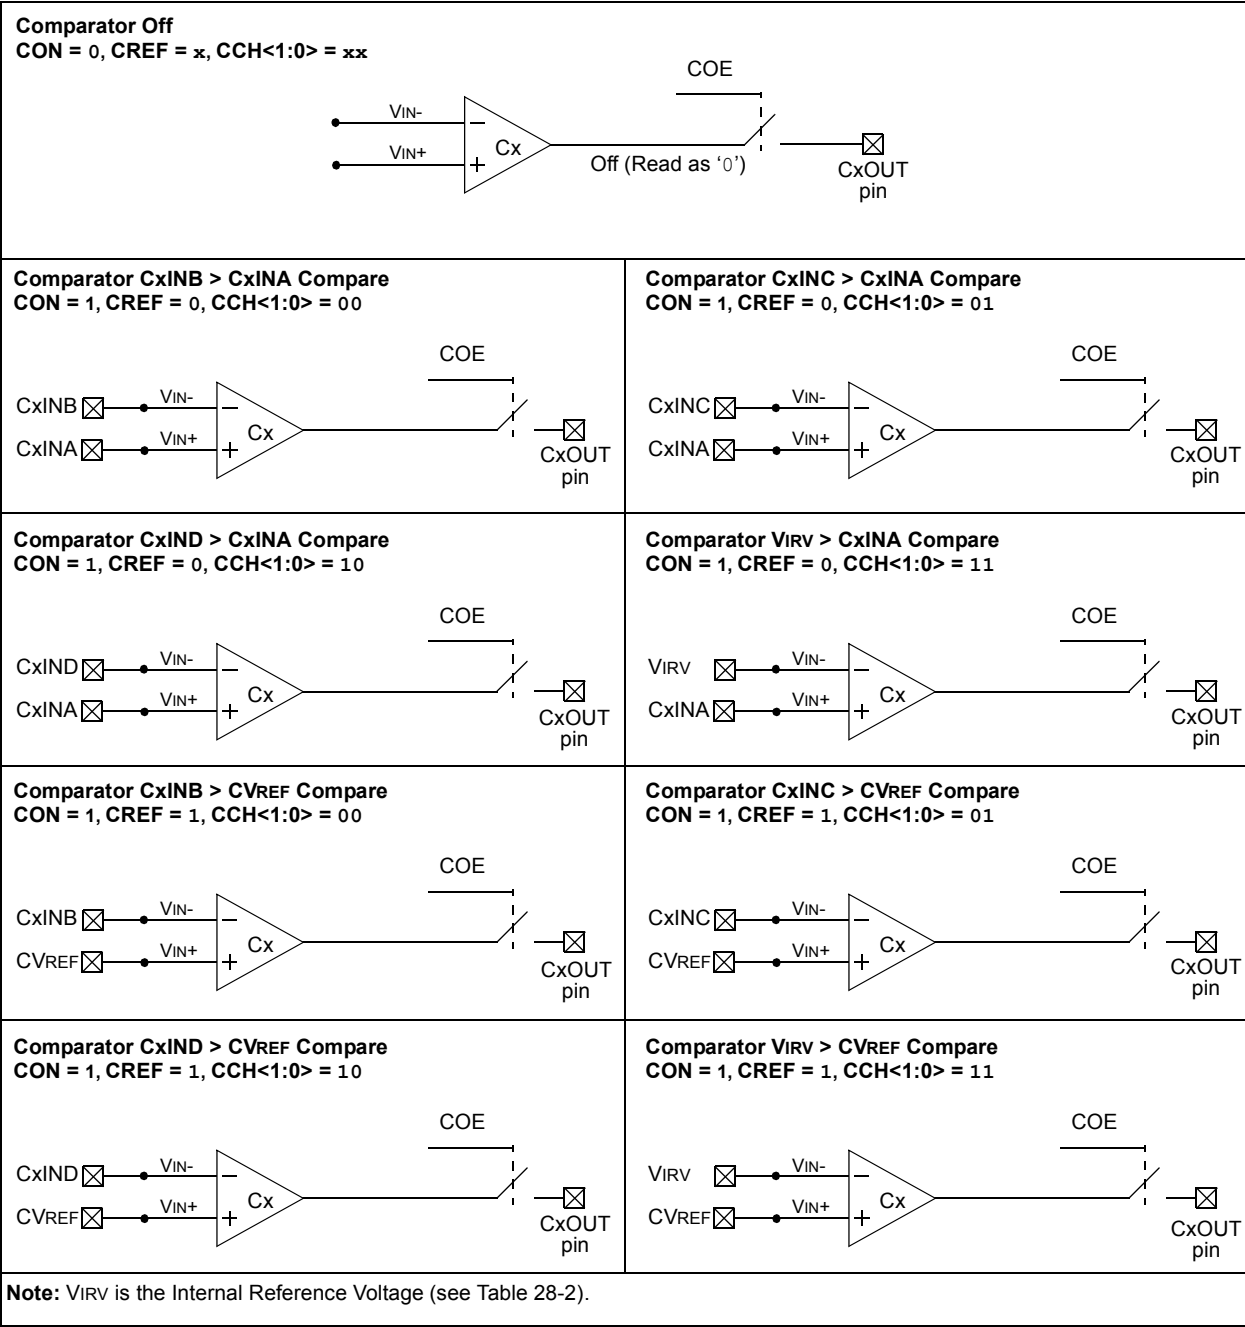 Comparator Off
CON = 0, CREF = x, CCH<1:0> = xx
COE
VIN-
VIN+
Cx
Off (Read as ‘0’)
CxOUT
pin
Comparator CxINB > CxINA Compare
CON = 1, CREF = 0, CCH<1:0> = 00
COE
CxINB
VIN-
CxINA
VIN+
Cx
CxOUT
pin
Comparator CxINC > CxINA Compare
CON = 1, CREF = 0, CCH<1:0> = 01
COE
CxINC
VIN-
CxINA
VIN+
Cx
CxOUT
pin
Comparator CxIND > CxINA Compare
CON = 1, CREF = 0, CCH<1:0> = 10
COE
CxIND
VIN-
CxINA
VIN+
Cx
CxOUT
pin
Comparator VIRV > CxINA Compare
CON = 1, CREF = 0, CCH<1:0> = 11
COE
VIRV
VIN-
CxINA
VIN+
Cx
CxOUT
pin
Comparator CxINB > CVREF Compare
CON = 1, CREF = 1, CCH<1:0> = 00
COE
CxINB
VIN-
CVREF
VIN+
Cx
CxOUT
pin
Comparator CxINC > CVREF Compare
CON = 1, CREF = 1, CCH<1:0> = 01
COE
CxINC
VIN-
CVREF
VIN+
Cx
CxOUT
pin
Comparator CxIND > CVREF Compare
CON = 1, CREF = 1, CCH<1:0> = 10
COE
CxIND
VIN-
CVREF
VIN+
Cx
CxOUT
pin
Comparator VIRV > CVREF Compare
CON = 1, CREF = 1, CCH<1:0> = 11
COE
VIRV
VIN-
CVREF
VIN+
Cx
CxOUT
pin
Note: VIRV is the Internal Reference Voltage (see Table 28-2).